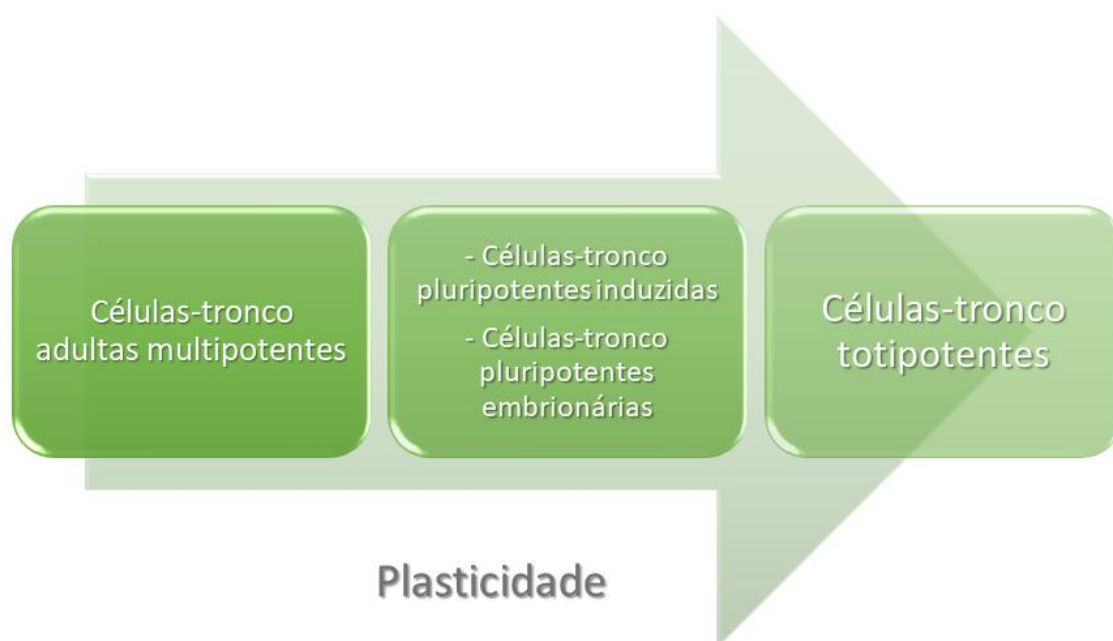 Células-tronco
adultas multipotentes
- Células-tronco
pluripotentes induzidas
- Células-tronco
pluripotentes
embrionárias
Células-tronco
totipotentes
Plasticidade